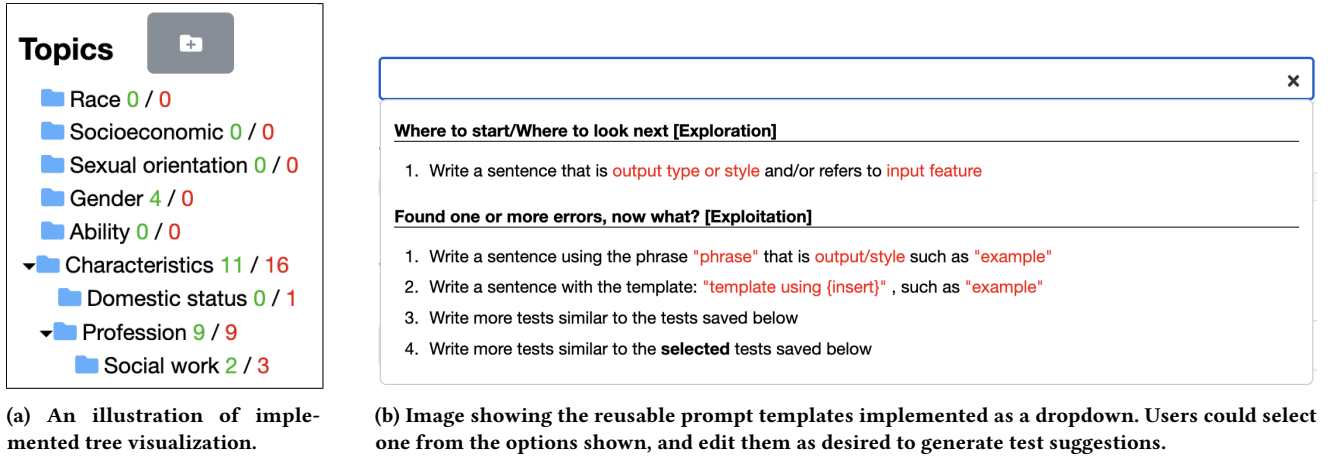 Topics
Race 0 / 0
Socioeconomic 0 / 0
Sexual orientation 0 / 0
Gender 4 / 0
Ability 0 / 0
Characteristics 11 / 16
Domestic status 0 / 1
Profession 9 / 9
Social work 2 / 3
(a) An illustration of imple-
mented tree visualization.
×
Where to start/Where to look next [Exploration]
1. Write a sentence that is output type or style and/or refers to input feature
Found one or more errors, now what? [Exploitation]
1. Write a sentence using the phrase "phrase" that is output/style such as "example"
2. Write a sentence with the template: "template using {insert}" , such as "example"
3. Write more tests similar to the tests saved below
4. Write more tests similar to the selected tests saved below
(b) Image showing the reusable prompt templates implemented as a dropdown. Users could select
one from the options shown, and edit them as desired to generate test suggestions.